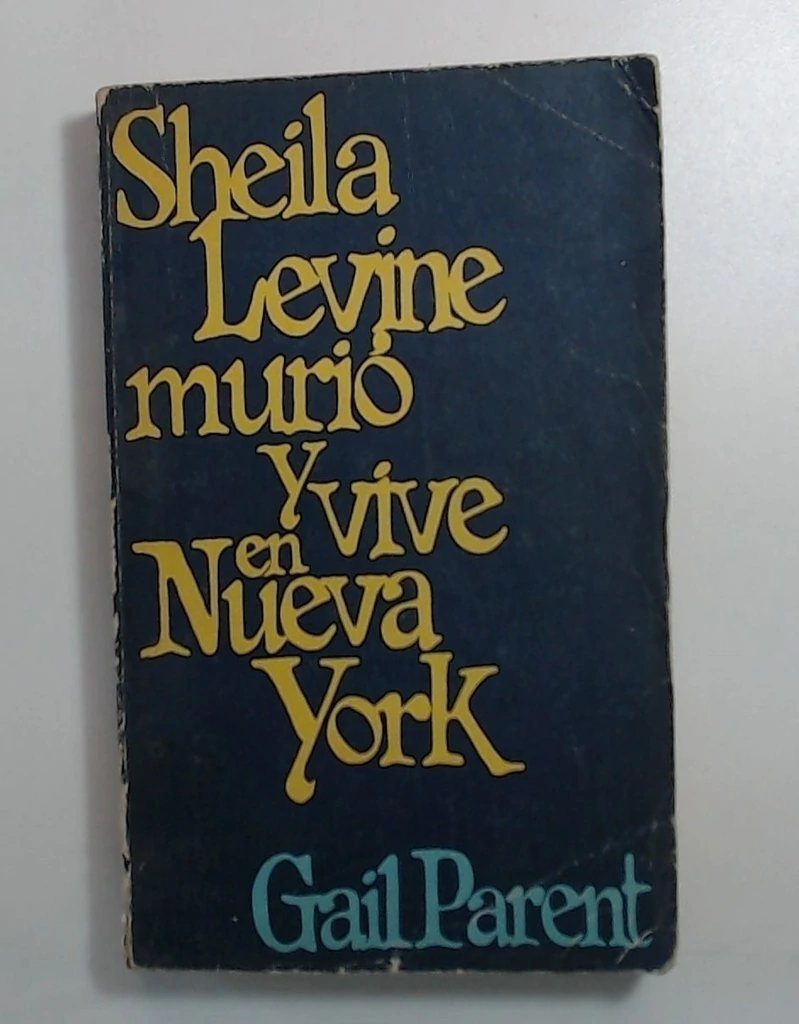 Sheila
Levine
murió
y vive
en
Nueva
York
Gail Parent